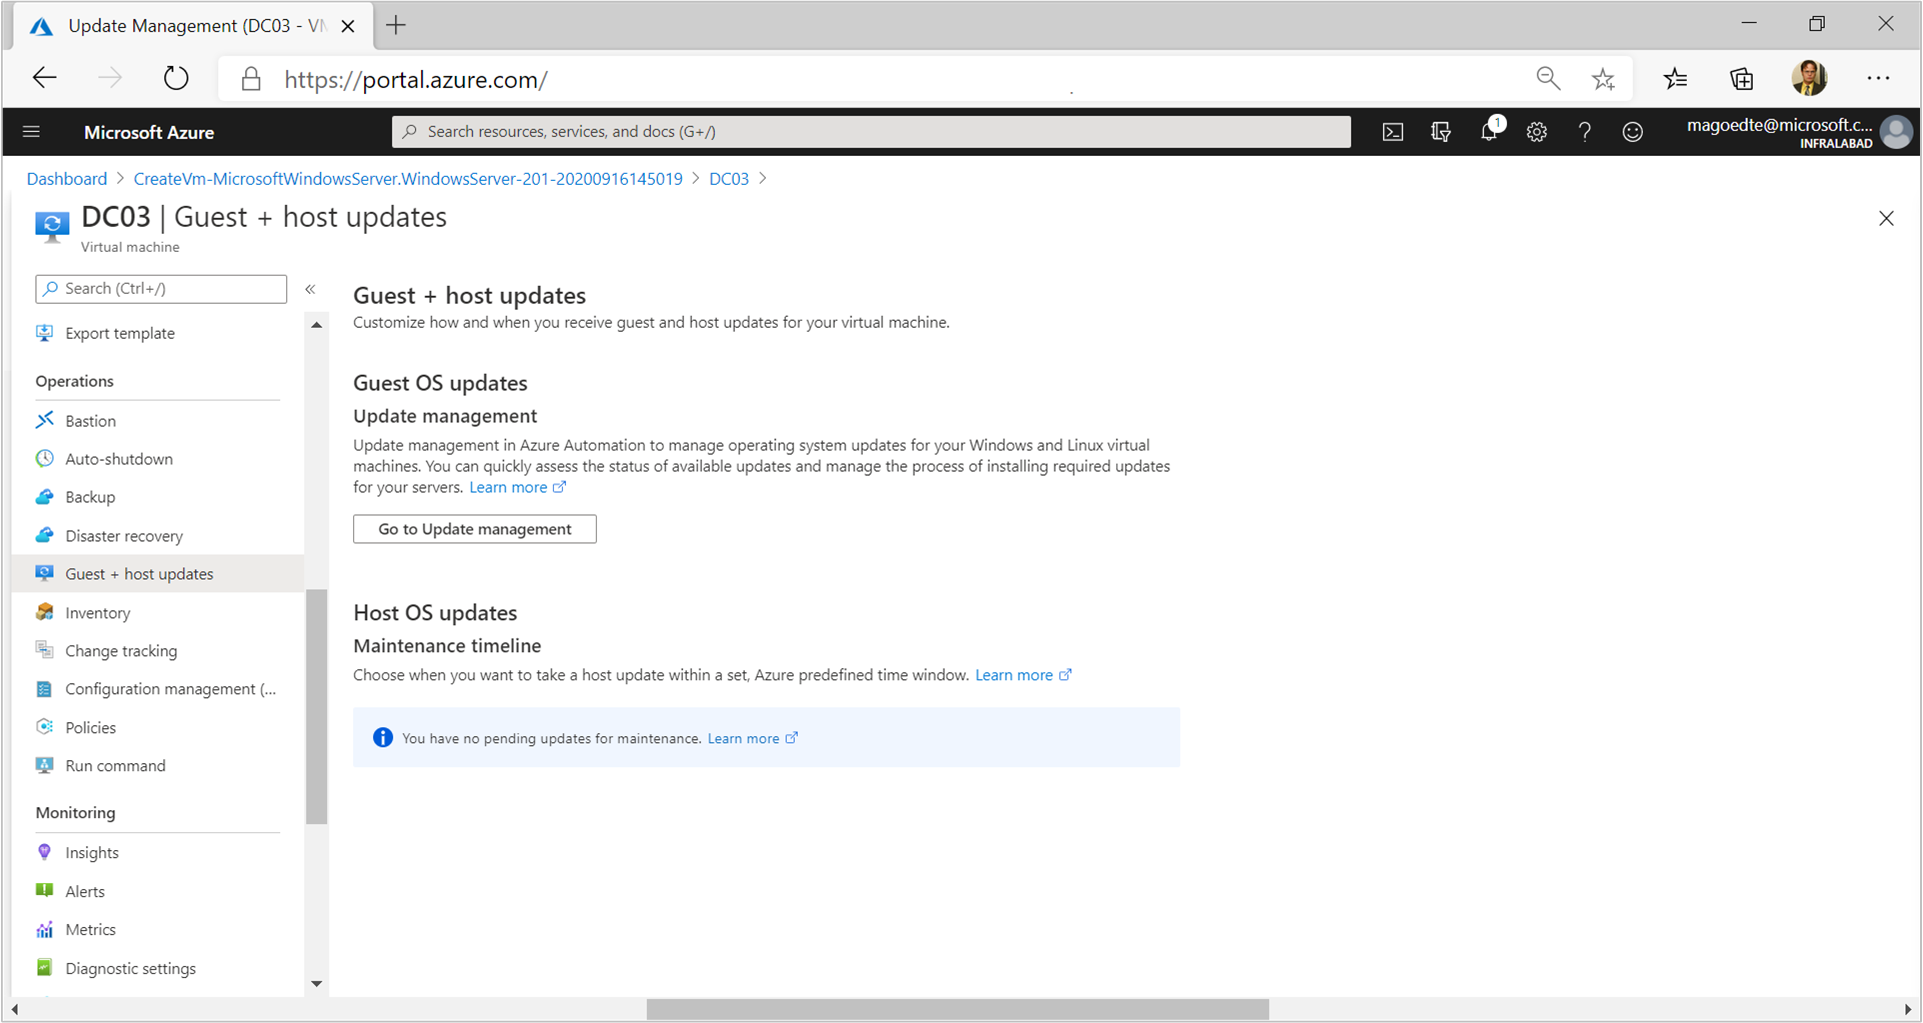 Update Management (DC03 - VM
https://portal.azure.com/
Microsoft Azure
Search resources, services, and docs (G+/)
1
magoedte@microsoft.c...
INFRALABAD
Dashboard > CreateVm-MicrosoftWindowsServer.WindowsServer-201-20200916145019 > DC03 >
DC03 | Guest + host updates
Virtual machine
Search (Ctrl+/)
Export template
Operations
Bastion
Auto-shutdown
Backup
Disaster recovery
Guest + host updates
Inventory
Change tracking
Configuration management (...
Policies
Run command
Monitoring
Insights
Alerts
Metrics
Diagnostic settings
Guest + host updates
Customize how and when you receive guest and host updates for your virtual machine.
Guest OS updates
Update management
Update management in Azure Automation to manage operating system updates for your Windows and Linux virtual
machines. You can quickly assess the status of available updates and manage the process of installing required updates
for your servers. Learn more
Go to Update management
Host OS updates
Maintenance timeline
Choose when you want to take a host update within a set, Azure predefined time window. Learn more
You have no pending updates for maintenance. Learn more